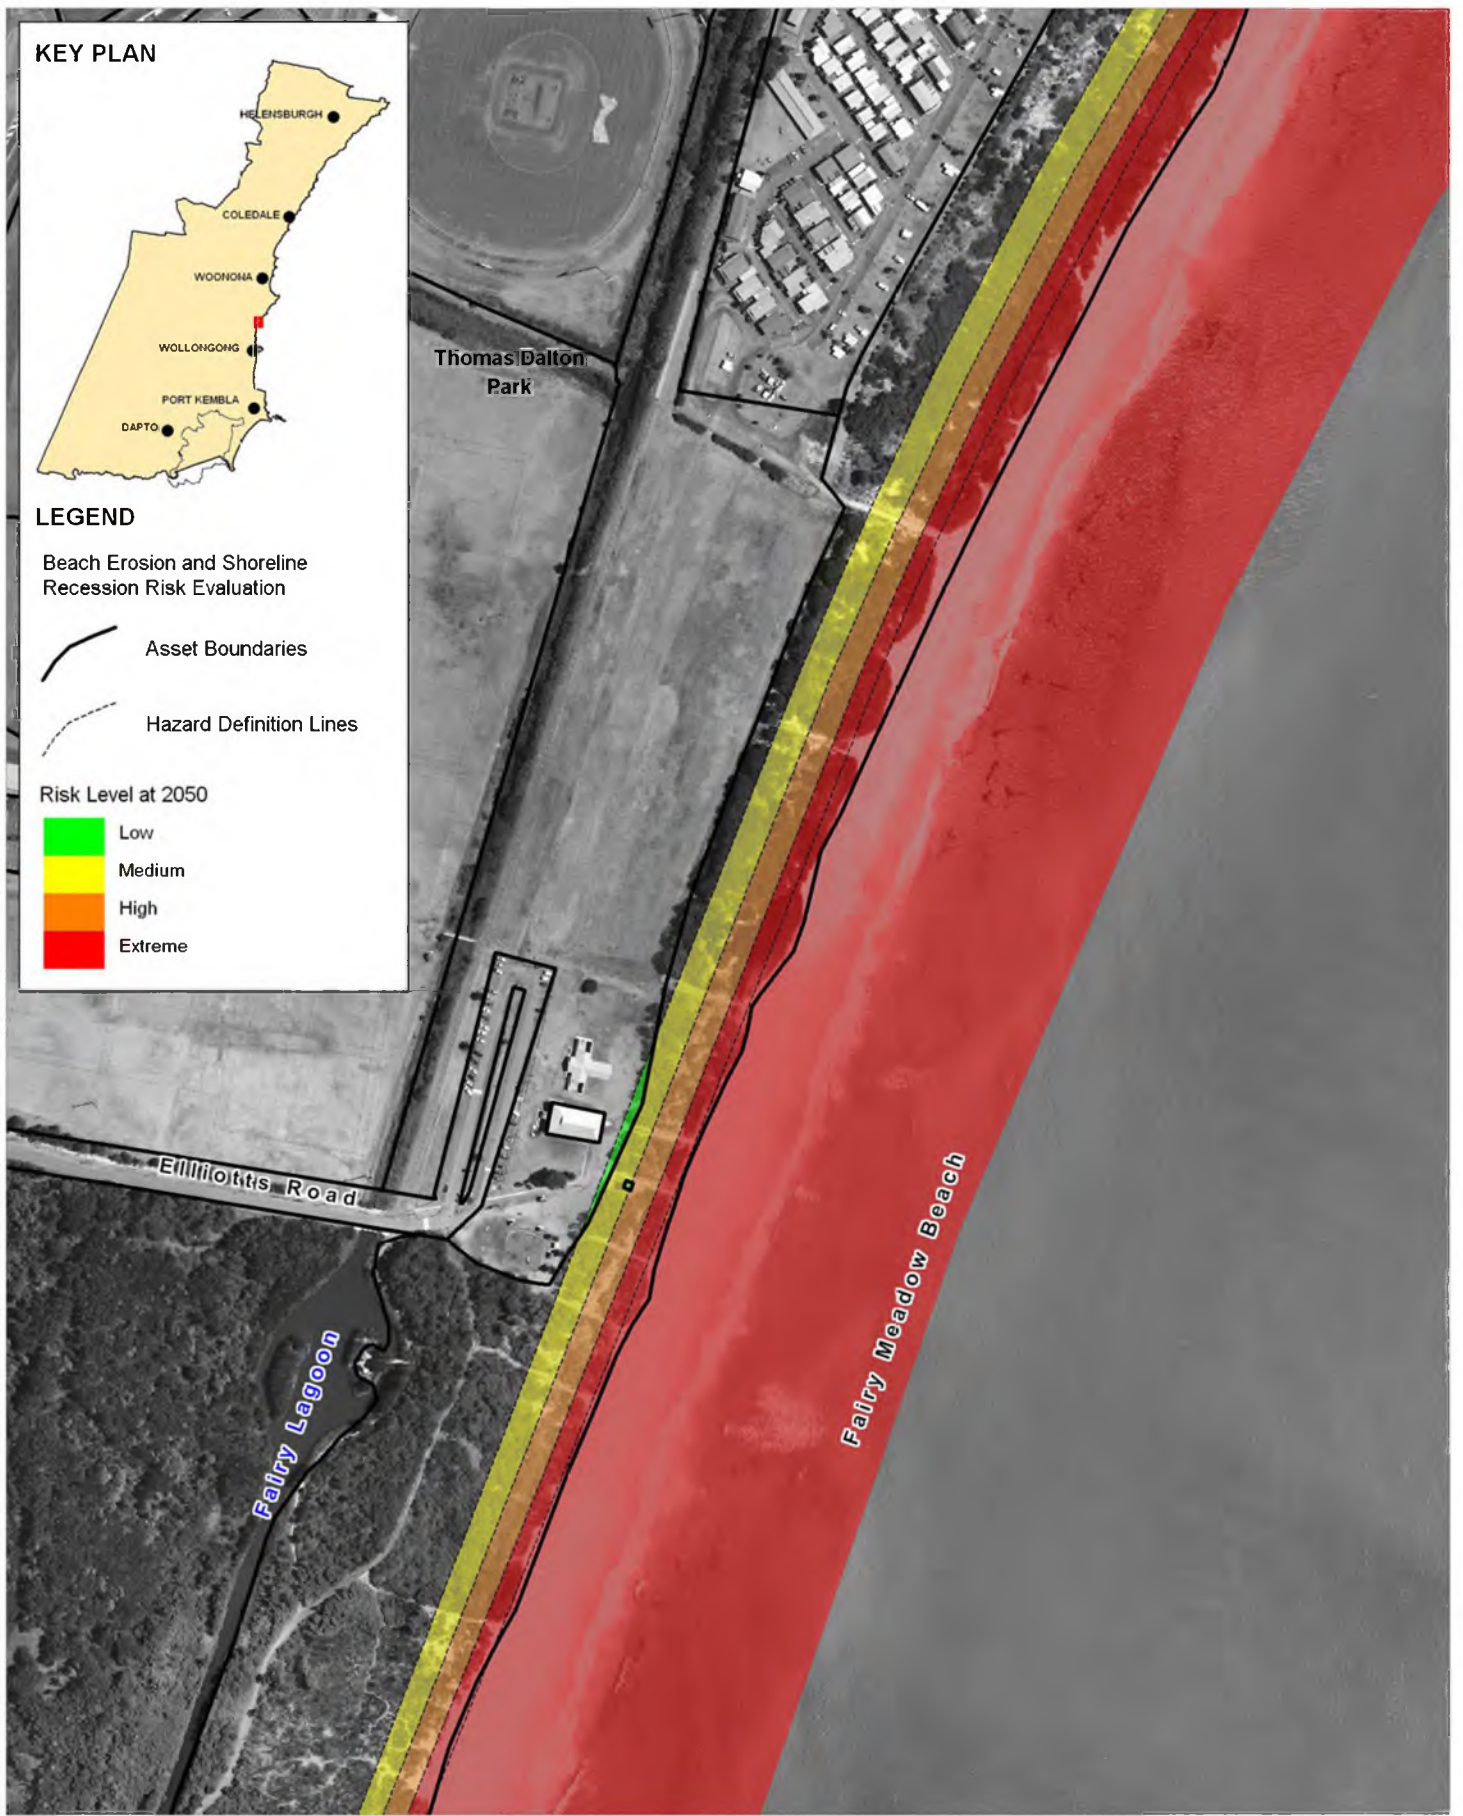 KEY PLAN
HELENSBURGH
COLEDALE
WOONONA
WOLLONGONG
PORT KEMBLA
DAPTO
LEGEND
Beach Erosion and Shoreline
Recession Risk Evaluation
Asset Boundaries
Hazard Definition Lines
Risk Level at 2050
Low
Medium
High
Extreme
Thomas Dalton
Park
Elliotts Road
Fairy Lagoon
Fairy Meadow Beach